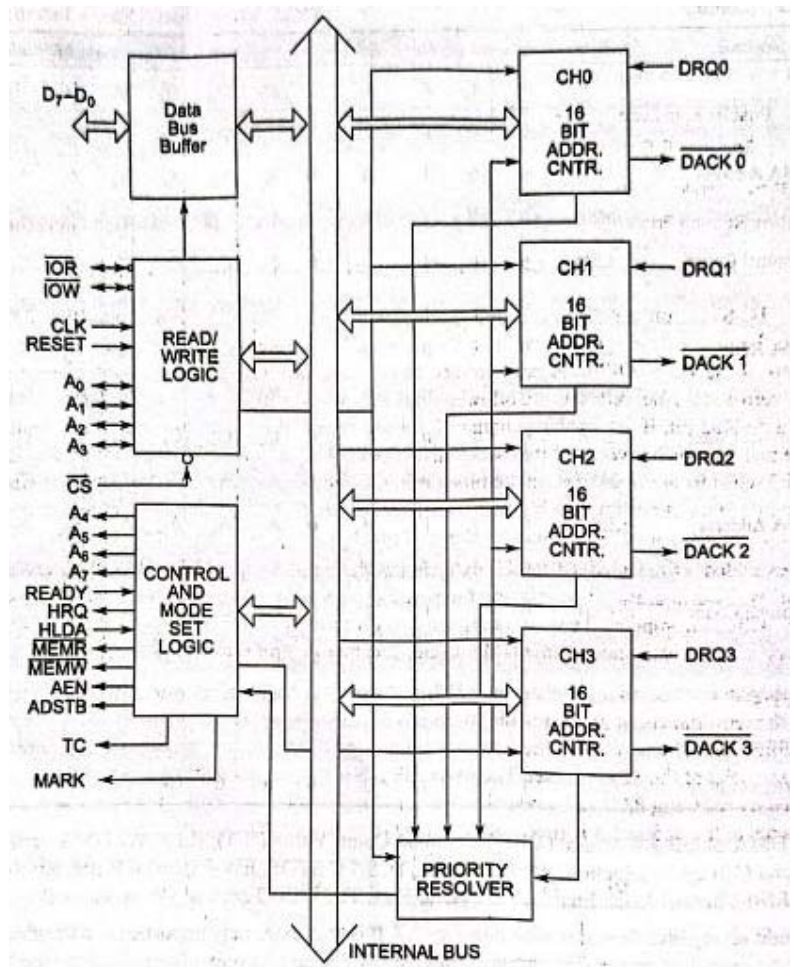 D7-D0
Data
Bus
Buffer
IOR
IOW
CLK
RESET
A0
A1
A2
A3
CS
READ/
WRITE
LOGIC
A4
A5
A6
A7
READY
HRQ
HLDA
MEMR
MEMW
AEN
ADSTB
TC
MARK
CONTROL
AND
MODE
SET
LOGIC
CH0
16
BIT
ADDR.
CNTR.
DRQ0
DACK 0
CH1
16
BIT
ADDR.
CNTR.
DRQ1
DACK 1
CH2
16
BIT
ADDR.
CNTR.
DRQ2
DACK 2
CH3
16
BIT
ADDR.
CNTR.
DRQ3
DACK 3
PRIORITY
RESOLVER
INTERNAL BUS